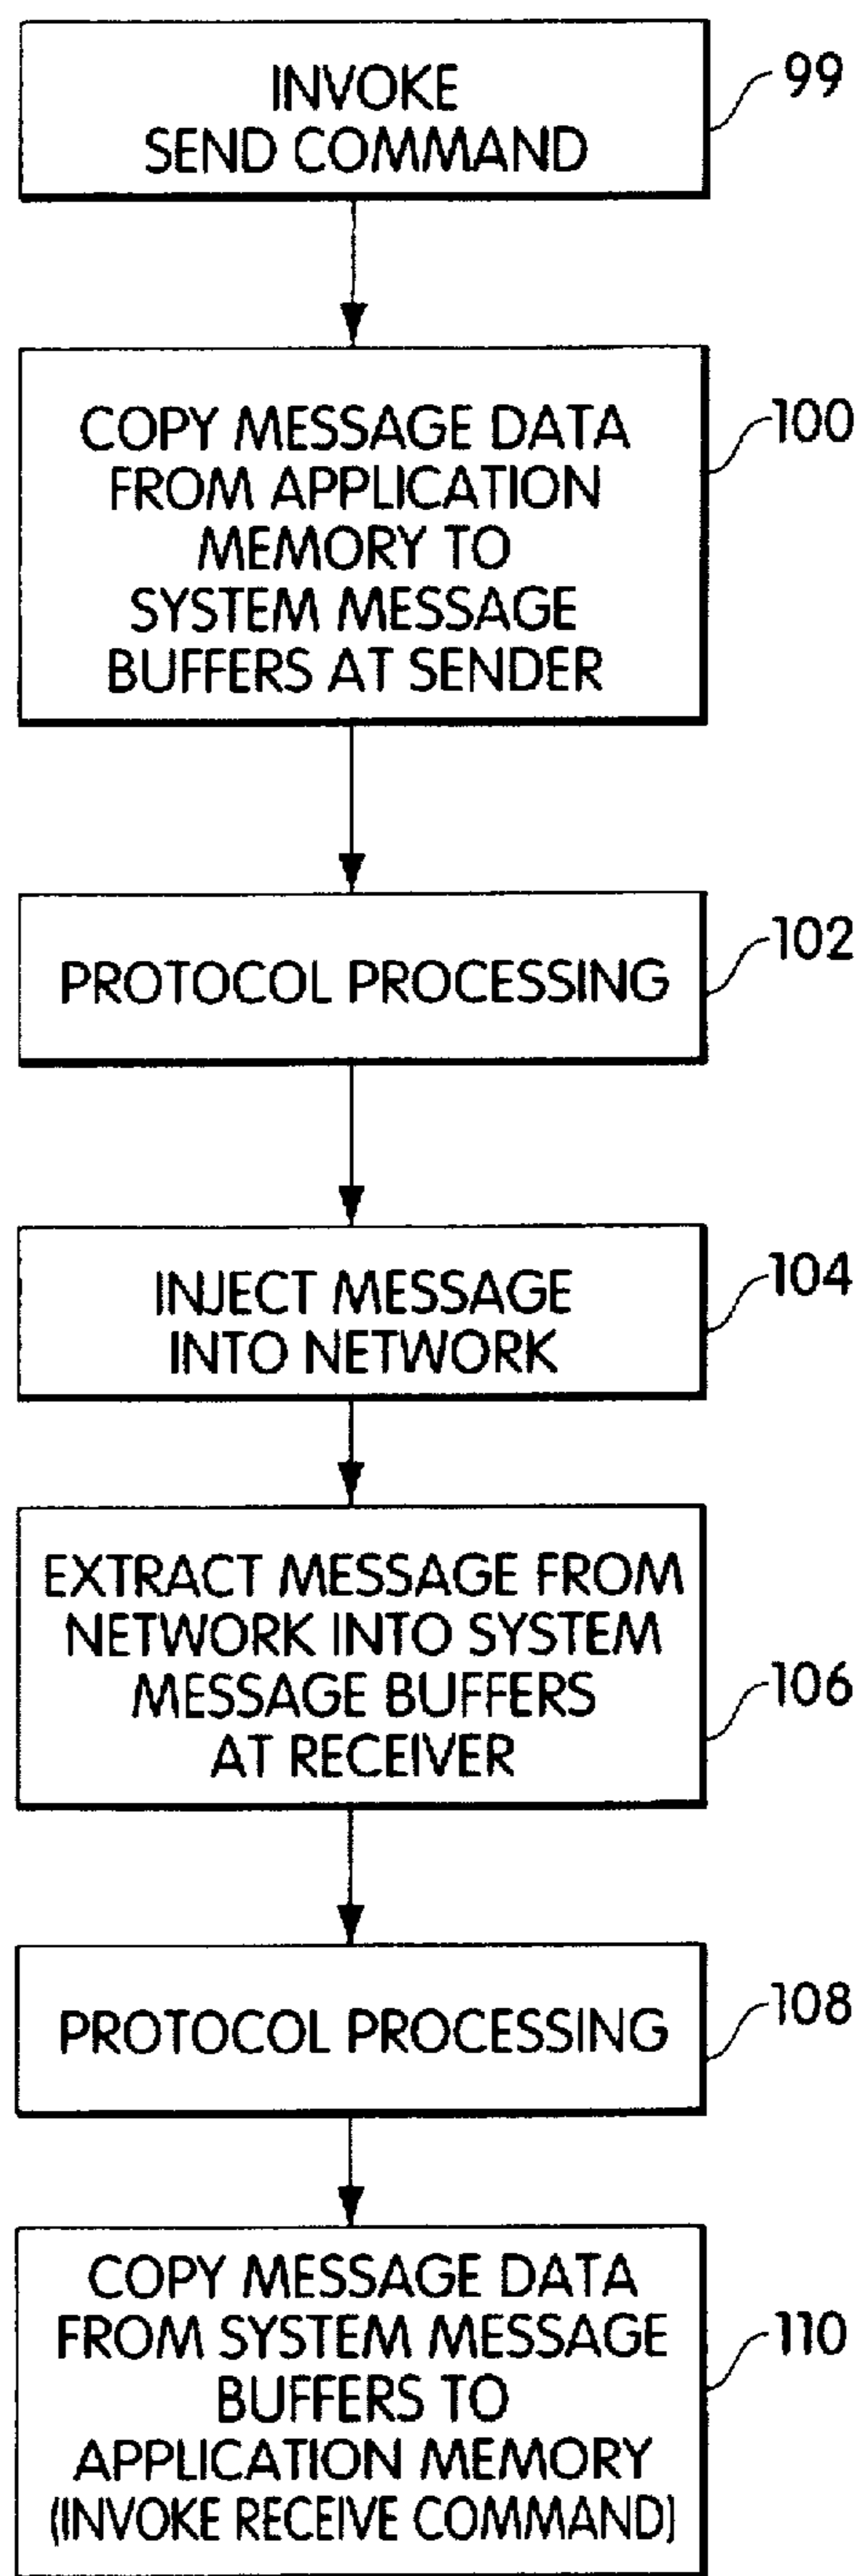 INVOKE
SEND COMMAND
99
COPY MESSAGE DATA
FROM APPLICATION
MEMORY TO
SYSTEM MESSAGE
BUFFERS AT SENDER
100
PROTOCOL PROCESSING
102
INJECT MESSAGE
INTO NETWORK
104
EXTRACT MESSAGE FROM
NETWORK INTO SYSTEM
MESSAGE BUFFERS
AT RECEIVER
106
PROTOCOL PROCESSING
108
COPY MESSAGE DATA
FROM SYSTEM MESSAGE
BUFFERS TO
APPLICATION MEMORY
(INVOKE RECEIVE COMMAND)
110